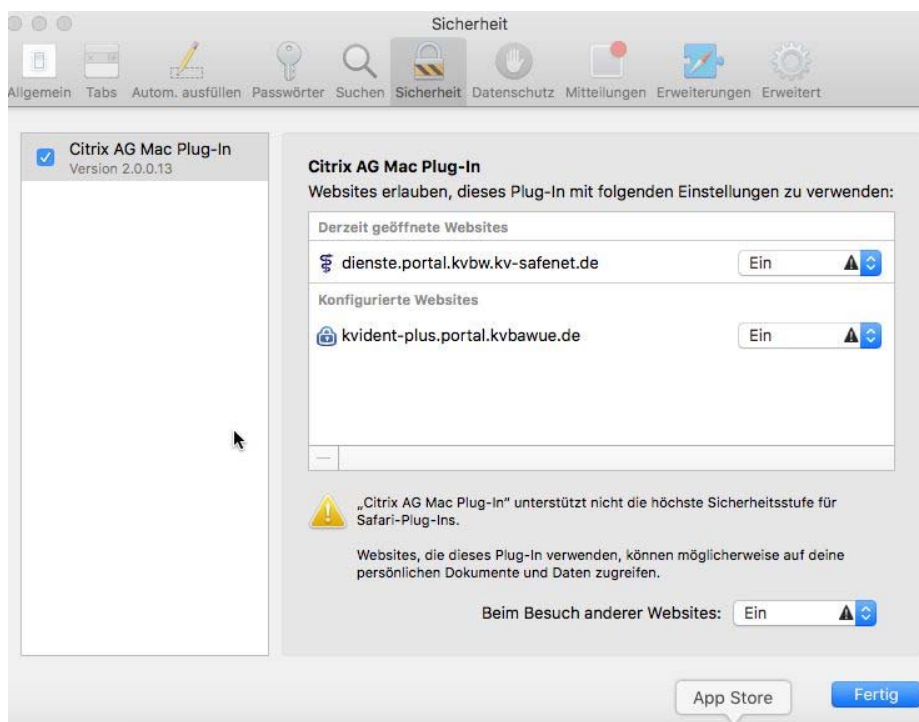 Sicherheit
Allgemein Tabs Autom. ausfüllen Passwörter Suchen Sicherheit Datenschutz Mitteilungen Erweiterungen Erweitert
Citrix AG Mac Plug-In
Version 2.0.0.13
Citrix AG Mac Plug-In
Websites erlauben, dieses Plug-In mit folgenden Einstellungen zu verwenden:
Derzeit geöffnete Websites
dienste.portal.kvbw.kv-safenet.de Ein
Konfigurierte Websites
kvident-plus.portal.kvbawue.de Ein
„Citrix AG Mac Plug-In" unterstützt nicht die höchste Sicherheitsstufe für
Safari-Plug-Ins.
Websites, die dieses Plug-In verwenden, können möglicherweise auf deine
persönlichen Dokumente und Daten zugreifen.
Beim Besuch anderer Websites: Ein
App Store
Fertig